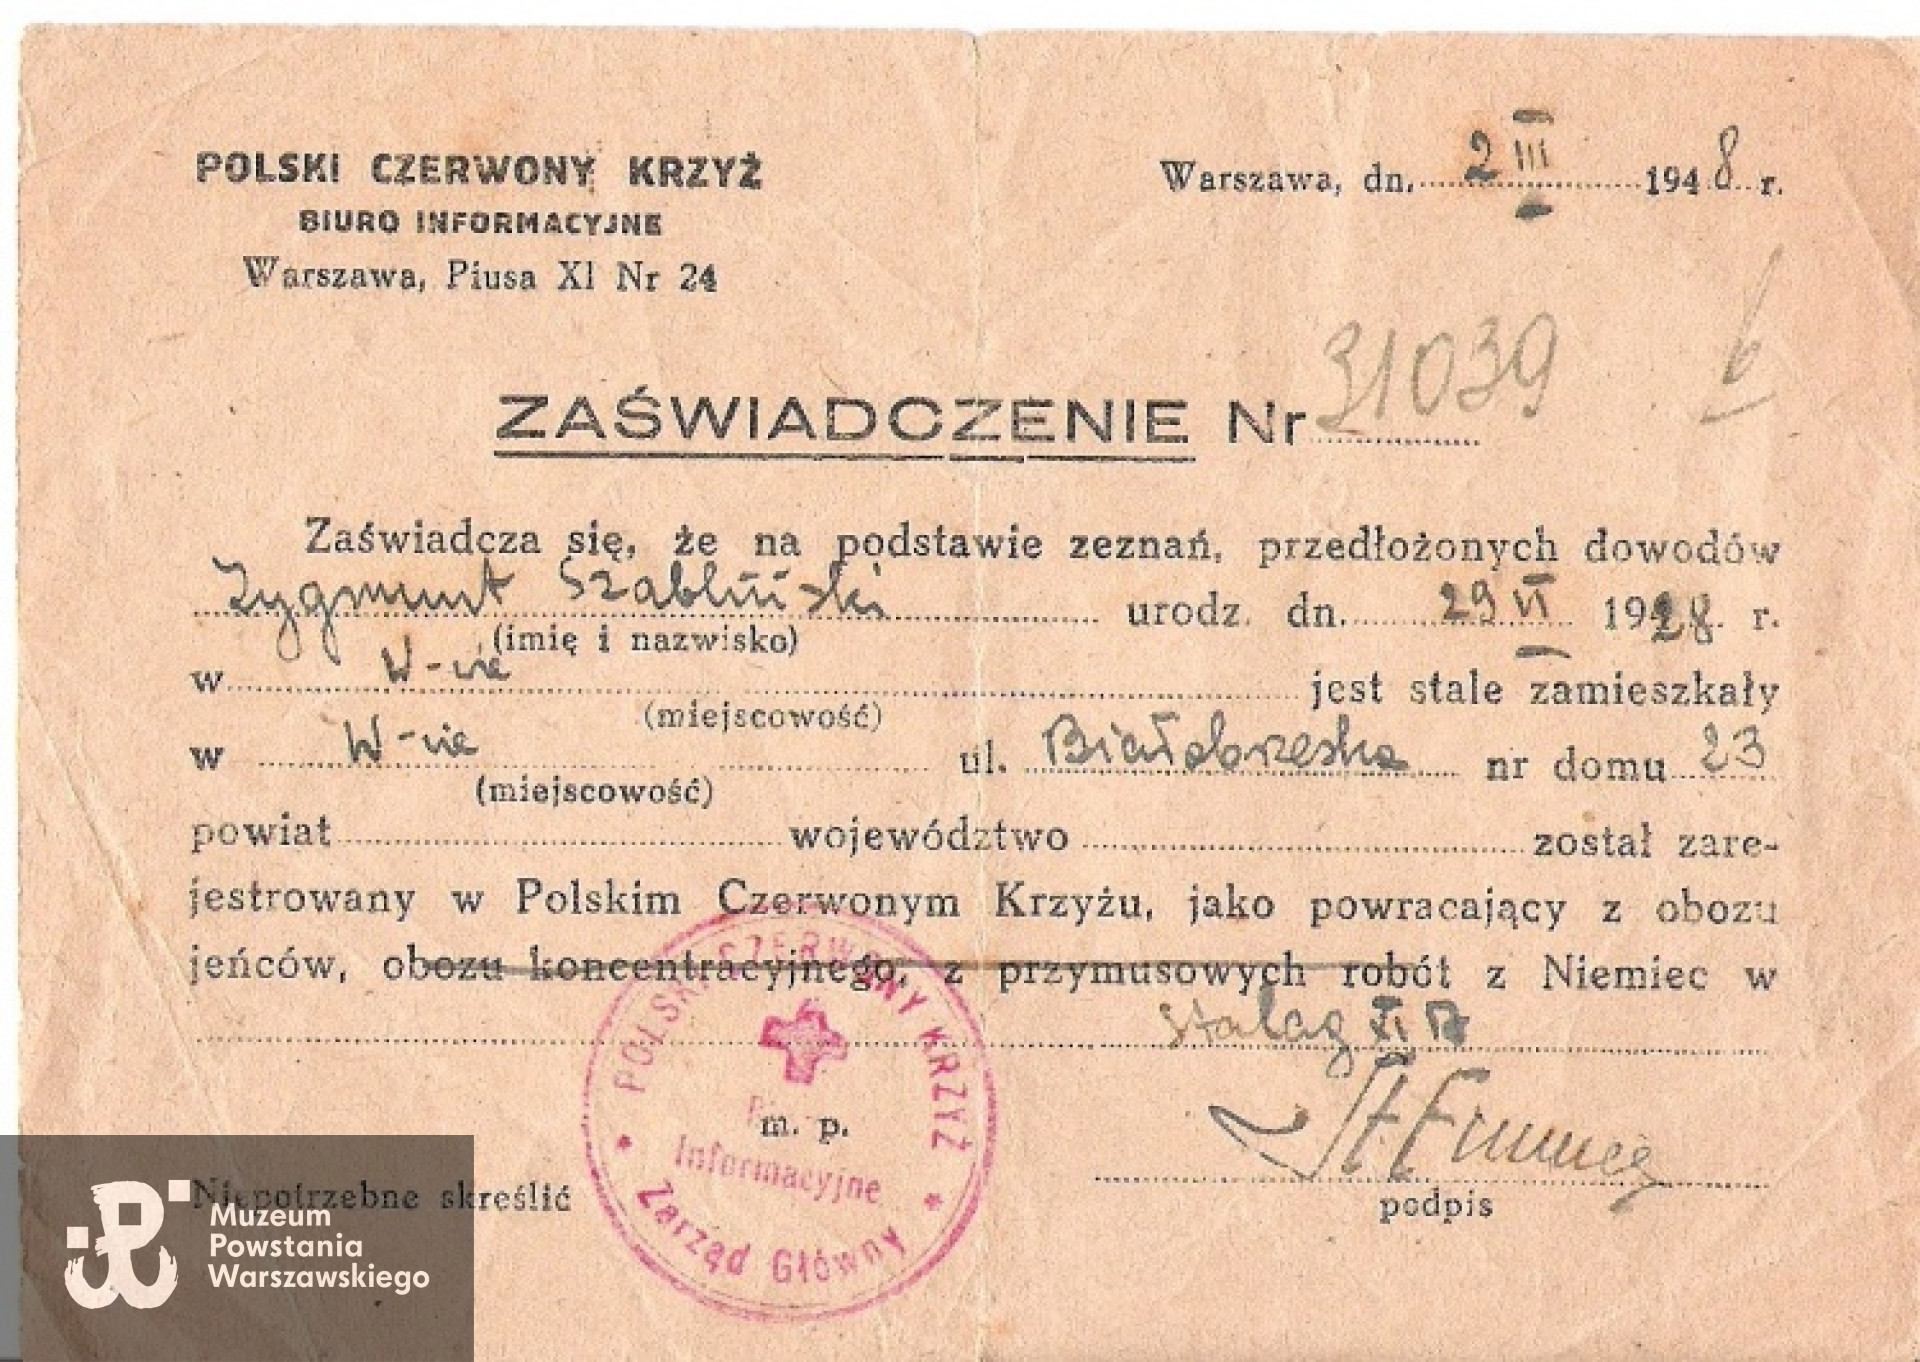 POLSKI CZERWONY KRZYŻ
BIURO INFORMACYJNE
Warszawa, Piusa XI Nr 24
Warszawa, dn. 2 III 1948 r.
ZAŚWIADCZENIE Nr 31039
Zaświadcza się, że na podstawie zeznań, przedłożonych dowodów
Zygmunt Szabliński urodz. dn. 29 VI 1928. r.
(imię i nazwisko)
w W-wie jest stale zamieszkały
(miejscowość)
w W-wie ul. Białobrzeska nr domu 23
(miejscowość)
powiat województwo został zare-
jestrowany w Polskim Czerwonym Krzyżu, jako powracający z obozu
jeńców, obozu koncentracyjnego, z przymusowych robót z Niemiec w
stalag XI
POLSKI CZERWONY KRZYŻ
m. p.
Informacyjne
Zarząd Główny
podpis
Niepotrzebne skreślić
Muzeum
Powstania
Warszawskiego